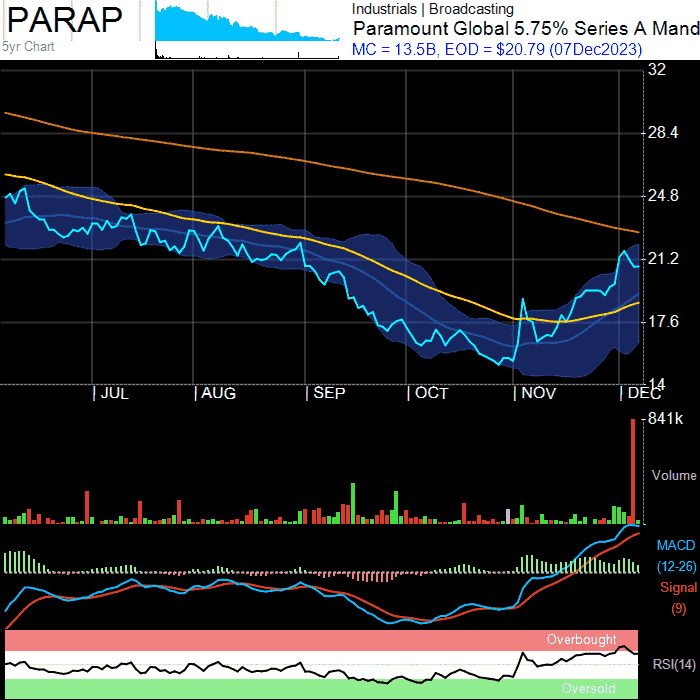 PARAP
5yr Chart
Industrials | Broadcasting
Paramount Global 5.75% Series A Mand
MC = 13.5B, EOD = $20.79 (07Dec2023)
32
28.4
24.8
21.2
17.6
14
JUL AUG SEP OCT NOV DEC
841k
Volume
MACD
(12-26)
Signal
(9)
Overbought
RSI(14)
Oversold